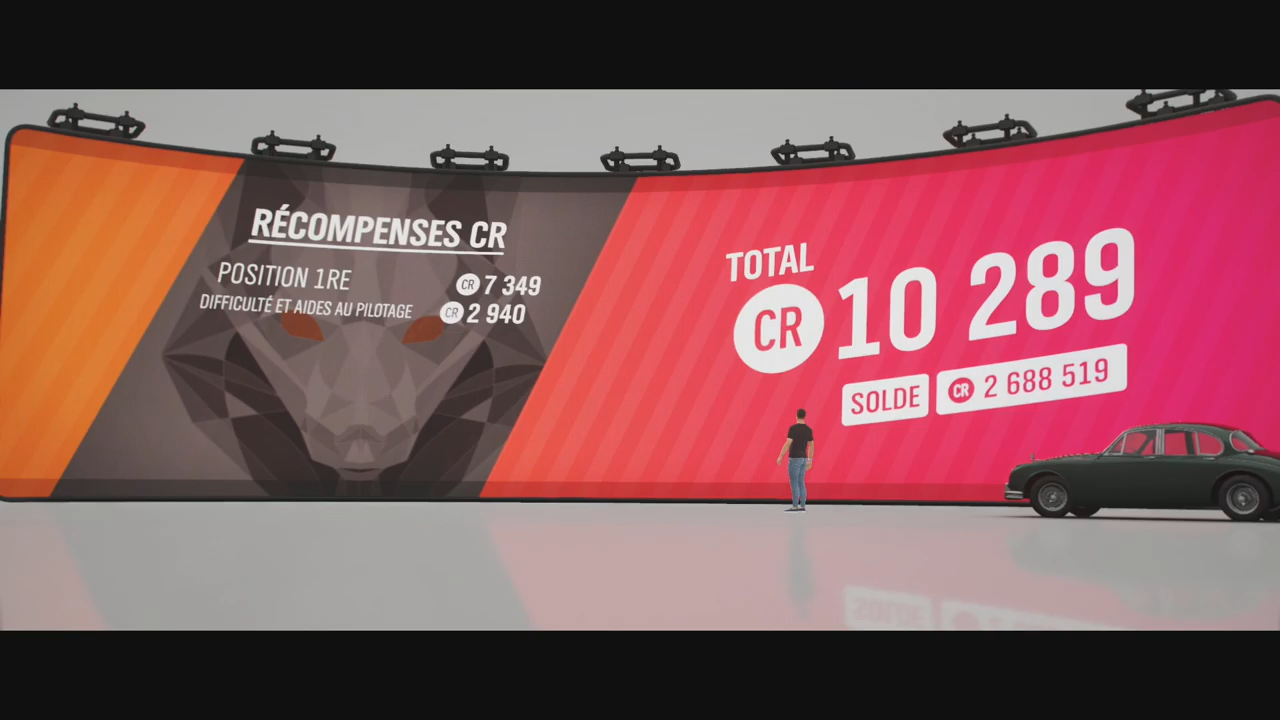 RÉCOMPENSES CR
POSITION 1RE CR 7 349
DIFFICULTÉ ET AIDES AU PILOTAGE CR 2 940
TOTAL
CR 10 289
SOLDE CR 2 688 519